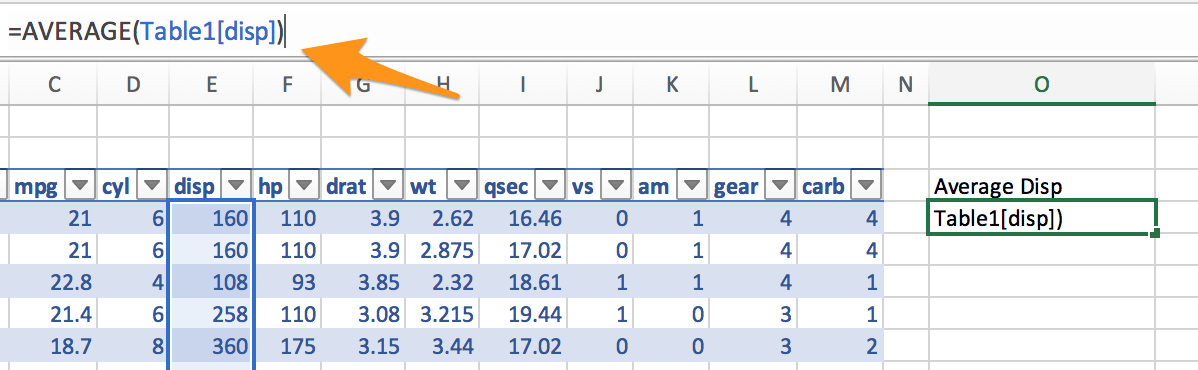 =AVERAGE(Table1[disp])
C D E F G H I J K L M N O
mpg cyl disp hp drat wt qsec vs am gear carb Average Disp
21 6 160 110 3.9 2.62 16.46 0 1 4 4 Table1[disp])
21 6 160 110 3.9 2.875 17.02 0 1 4 4
22.8 4 108 93 3.85 2.32 18.61 1 1 4 1
21.4 6 258 110 3.08 3.215 19.44 1 0 3 1
18.7 8 360 175 3.15 3.44 17.02 0 0 3 2